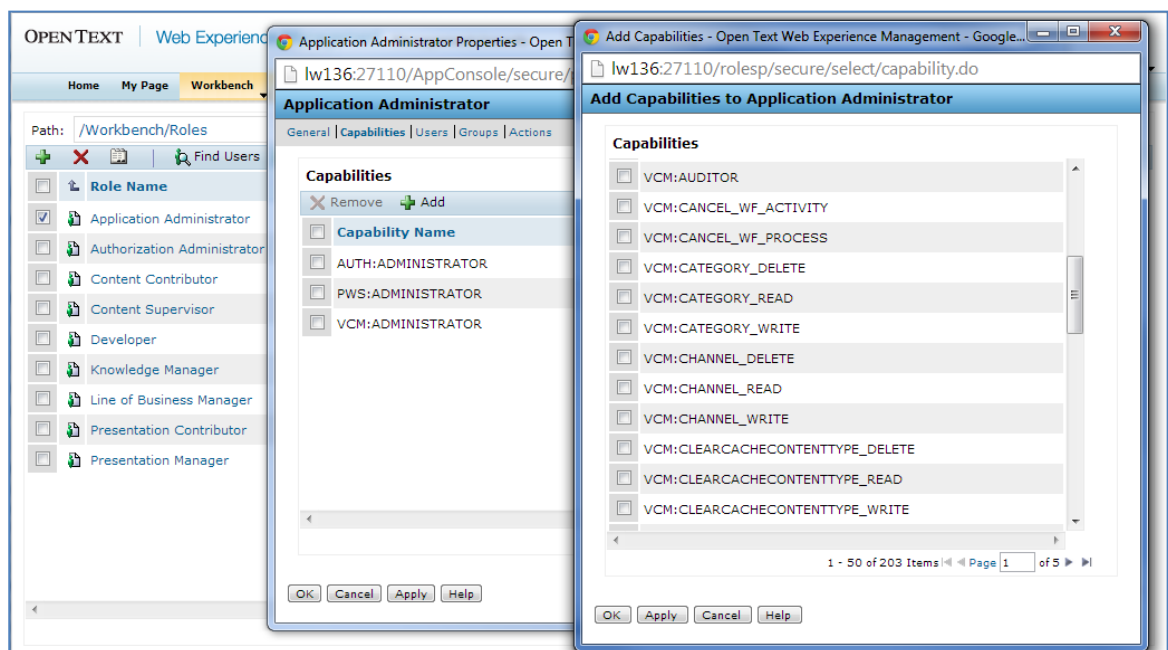 OPEN TEXT | Web Experienc
Home My Page Workbench
Path: /Workbench/Roles
Find Users
Role Name
Application Administrator
Authorization Administrator
Content Contributor
Content Supervisor
Developer
Knowledge Manager
Line of Business Manager
Presentation Contributor
Presentation Manager
Application Administrator Properties - Open T
lw136:27110/AppConsole/secure/
Application Administrator
General | Capabilities | Users | Groups | Actions
Capabilities
Remove Add
Capability Name
AUTH:ADMINISTRATOR
PWS:ADMINISTRATOR
VCM:ADMINISTRATOR
OK Cancel Apply Help
Add Capabilities - Open Text Web Experience Management - Google...
lw136:27110/rolesp/secure/select/capability.do
Add Capabilities to Application Administrator
Capabilities
VCM:AUDITOR
VCM:CANCEL_WF_ACTIVITY
VCM:CANCEL_WF_PROCESS
VCM:CATEGORY_DELETE
VCM:CATEGORY_READ
VCM:CATEGORY_WRITE
VCM:CHANNEL_DELETE
VCM:CHANNEL_READ
VCM:CHANNEL_WRITE
VCM:CLEARCACHECONTENTTYPE_DELETE
VCM:CLEARCACHECONTENTTYPE_READ
VCM:CLEARCACHECONTENTTYPE_WRITE
1 - 50 of 203 Items Page 1 of 5
OK Apply Cancel Help